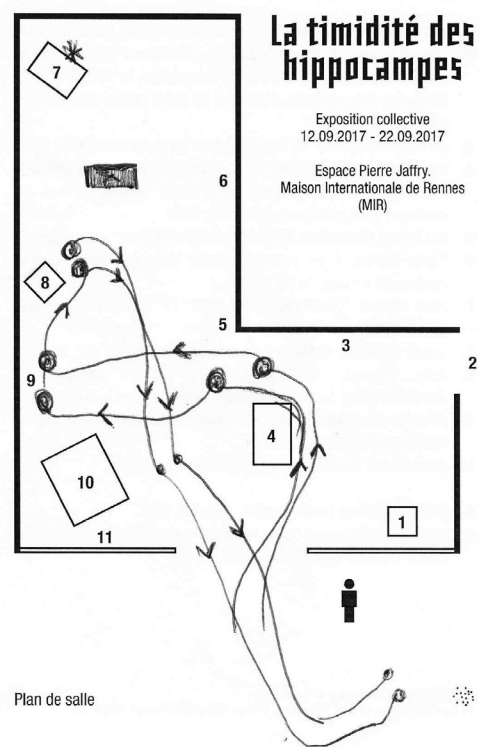 La timidité des
hippocampes
Exposition collective
12.09.2017 - 22.09.2017
Espace Pierre Jaffry.
Maison Internationale de Rennes
(MIR)
7
6
8
5
3
2
9
4
10
1
11
Plan de salle